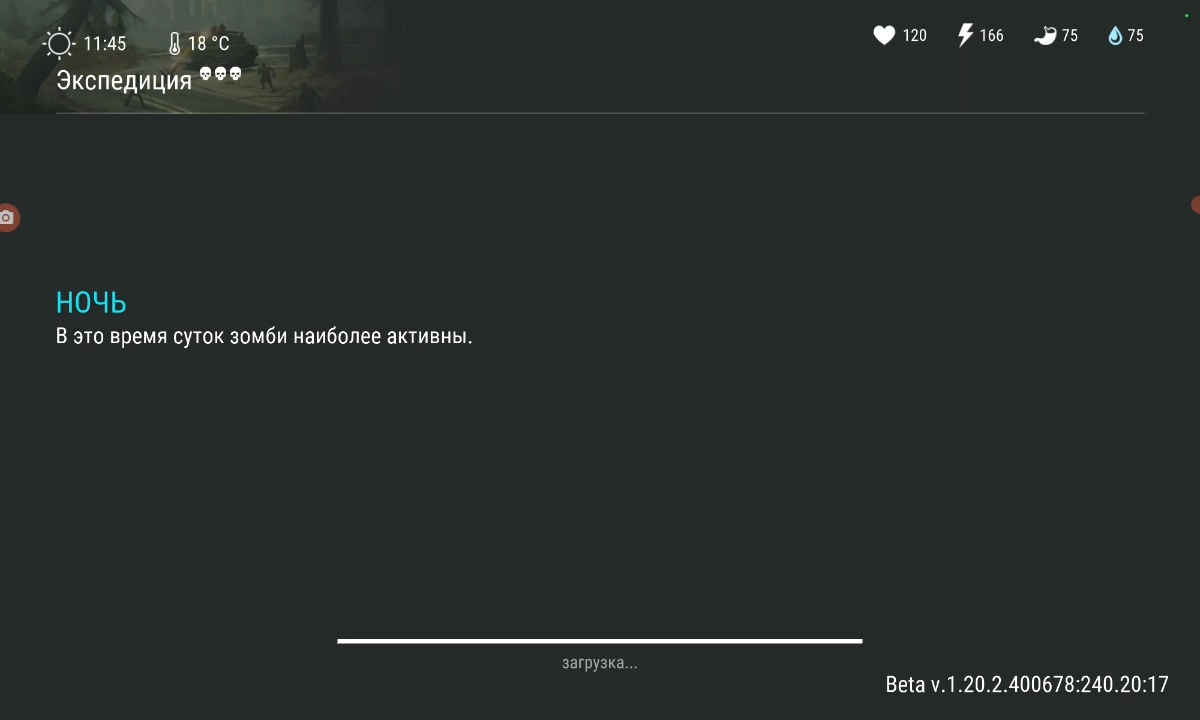 11:45 18 °C
120 166 75 75
Экспедиция
НОЧЬ
В это время суток зомби наиболее активны.
загрузка...
Beta v.1.20.2.400678:240.20:17